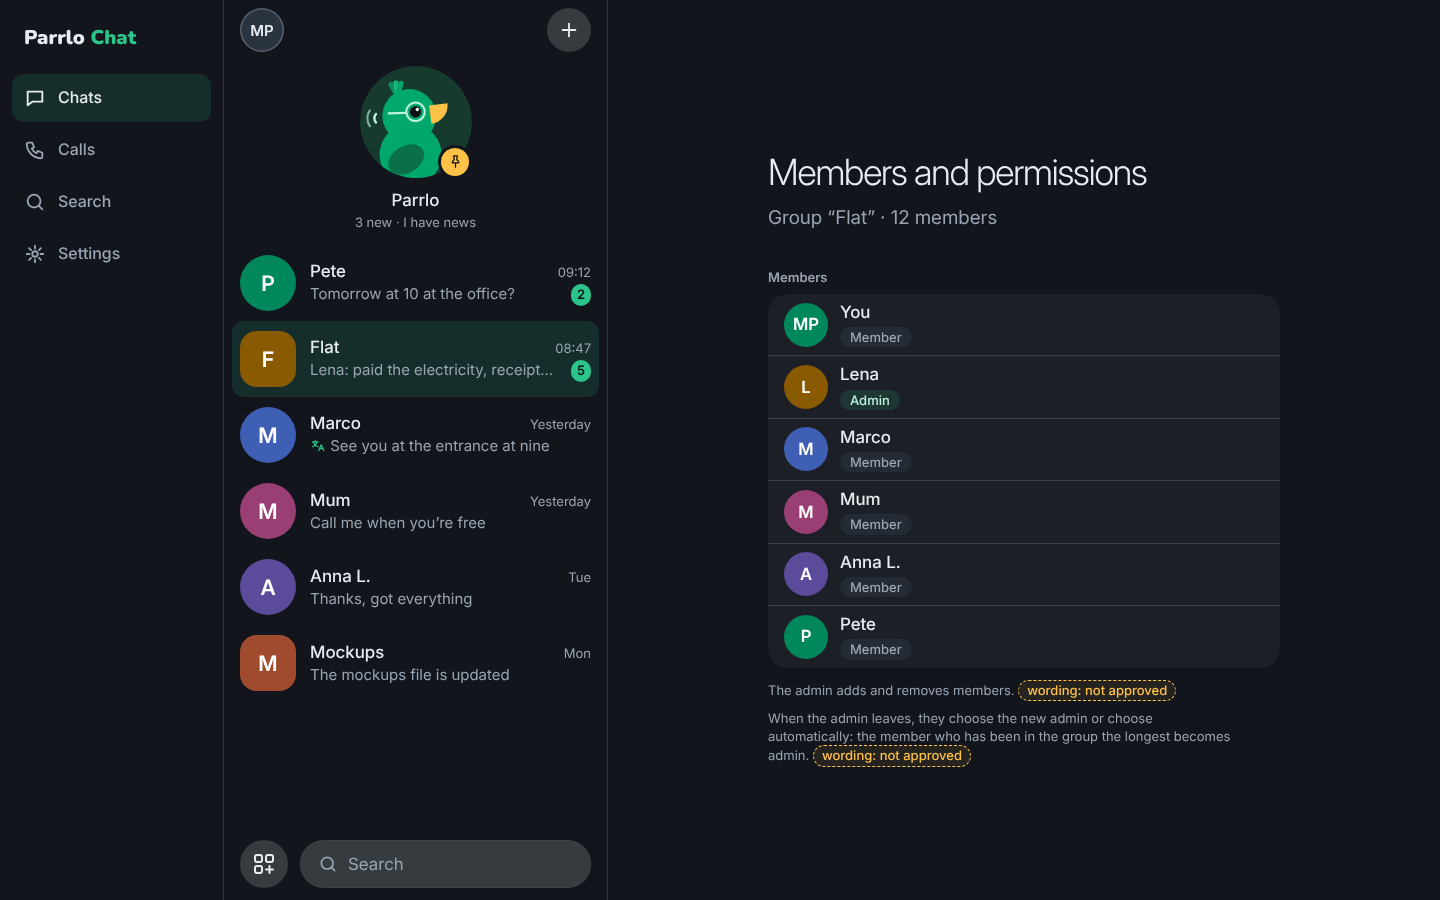 Parrlo Chat
Chats
Calls
Search
Settings
MP
Parrlo
3 new · I have news
P
Pete
09:12
Tomorrow at 10 at the office?
2
F
Flat
08:47
Lena: paid the electricity, receipt...
5
M
Marco
Yesterday
See you at the entrance at nine
M
Mum
Yesterday
Call me when you’re free
A
Anna L.
Tue
Thanks, got everything
M
Mockups
Mon
The mockups file is updated
Search
Members and permissions
Group “Flat” · 12 members
Members
MP
You
Member
L
Lena
Admin
M
Marco
Member
M
Mum
Member
A
Anna L.
Member
P
Pete
Member
The admin adds and removes members. wording: not approved
When the admin leaves, they choose the new admin or choose
automatically: the member who has been in the group the longest becomes
admin. wording: not approved